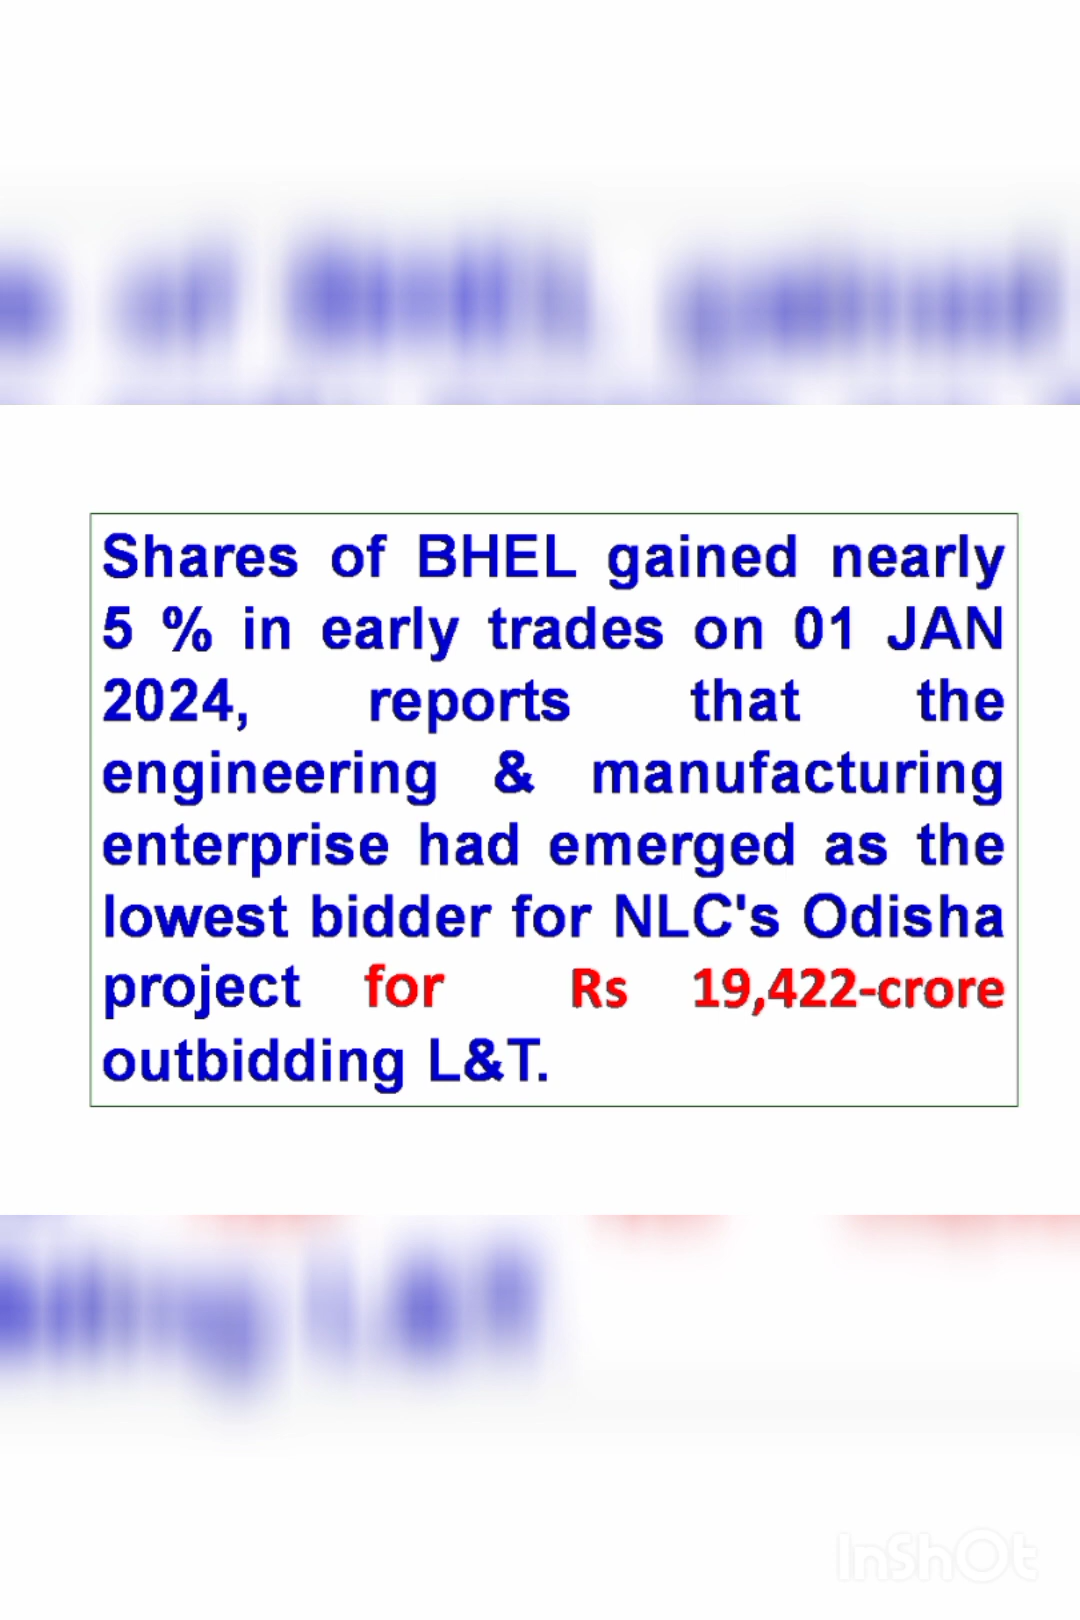 Shares of BHEL gained nearly
5 % in early trades on 01 JAN
2024, reports that the
engineering & manufacturing
enterprise had emerged as the
lowest bidder for NLC's Odisha
project for Rs 19,422-crore
outbidding L&T.
InShOt